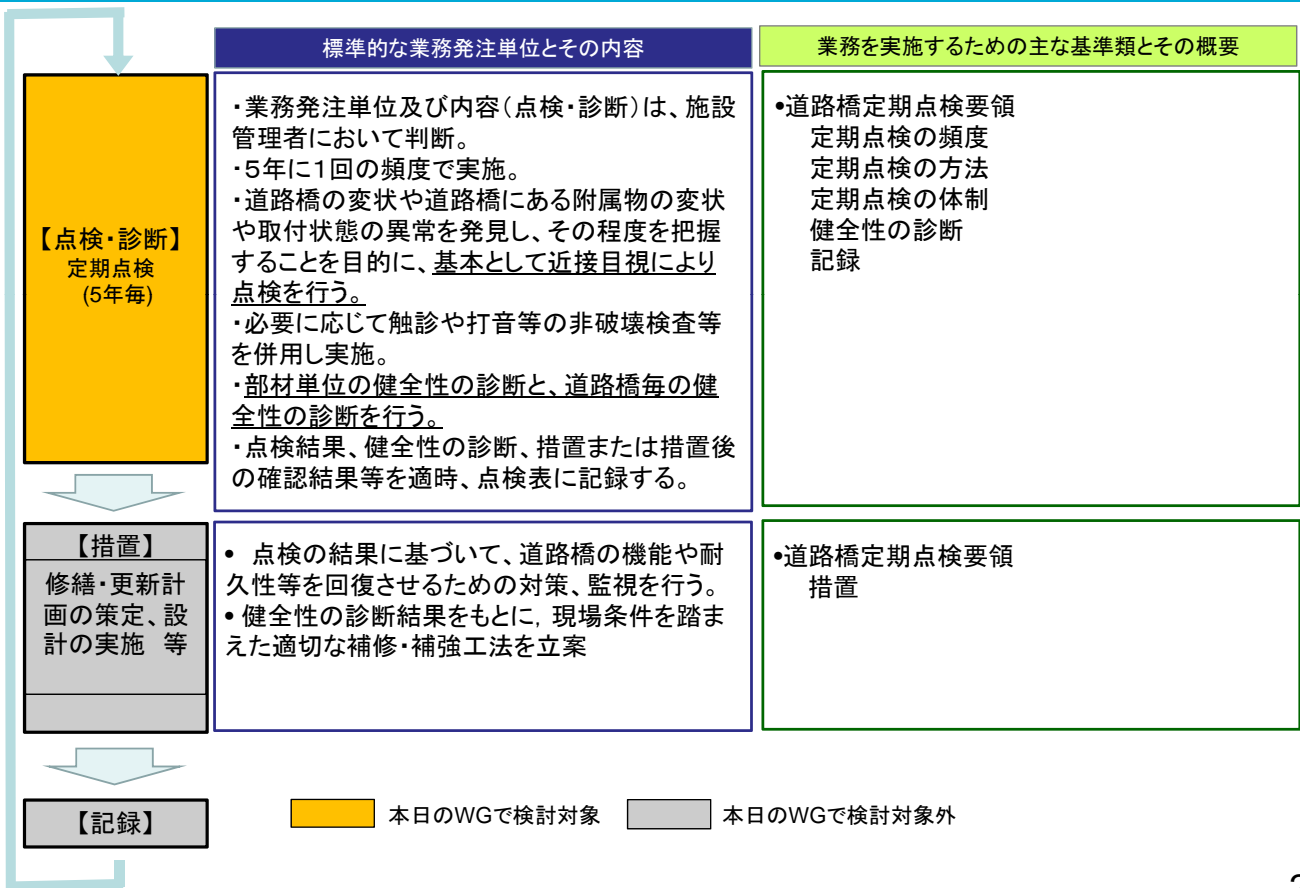 標準的な業務発注単位とその内容
業務を実施するための主な基準類とその概要
【点検・診断】
定期点検
(5年毎)
・業務発注単位及び内容(点検・診断)は、施設
管理者において判断。
・5年に1回の頻度で実施。
・道路橋の変状や道路橋にある附属物の変状
や取付状態の異常を発見し、その程度を把握
することを目的に、基本として近接目視により
点検を行う。
・必要に応じて触診や打音等の非破壊検査等
を併用し実施。
・部材単位の健全性の診断と、道路橋毎の健
全性の診断を行う。
・点検結果、健全性の診断、措置または措置後
の確認結果等を適時、点検表に記録する。
•道路橋定期点検要領
定期点検の頻度
定期点検の方法
定期点検の体制
健全性の診断
記録
【措置】
修繕・更新計
画の策定、設
計の実施 等
• 点検の結果に基づいて、道路橋の機能や耐
久性等を回復させるための対策、監視を行う。
• 健全性の診断結果をもとに, 現場条件を踏ま
えた適切な補修・補強工法を立案
•道路橋定期点検要領
措置
【記録】
本日のWGで検討対象
本日のWGで検討対象外